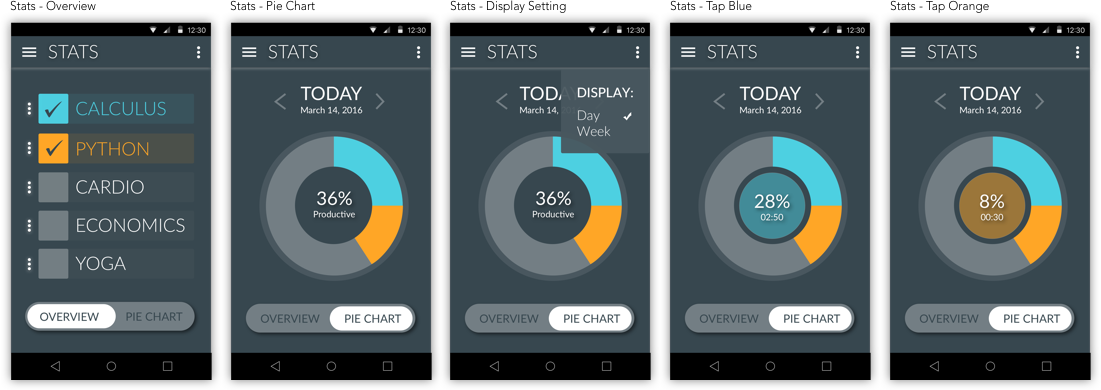 Stats - Overview
12:30
STATS
CALCULUS
PYTHON
CARDIO
ECONOMICS
YOGA
OVERVIEW PIE CHART
Stats - Pie Chart
12:30
STATS
TODAY
March 14, 2016
36%
Productive
OVERVIEW PIE CHART
Stats - Display Setting
12:30
STATS
TODA
March 14,
DISPLAY:
Day
Week
36%
Productive
OVERVIEW PIE CHART
Stats - Tap Blue
12:30
STATS
TODAY
March 14, 2016
28%
02:50
OVERVIEW PIE CHART
Stats - Tap Orange
12:30
STATS
TODAY
March 14, 2016
8%
00:30
OVERVIEW PIE CHART